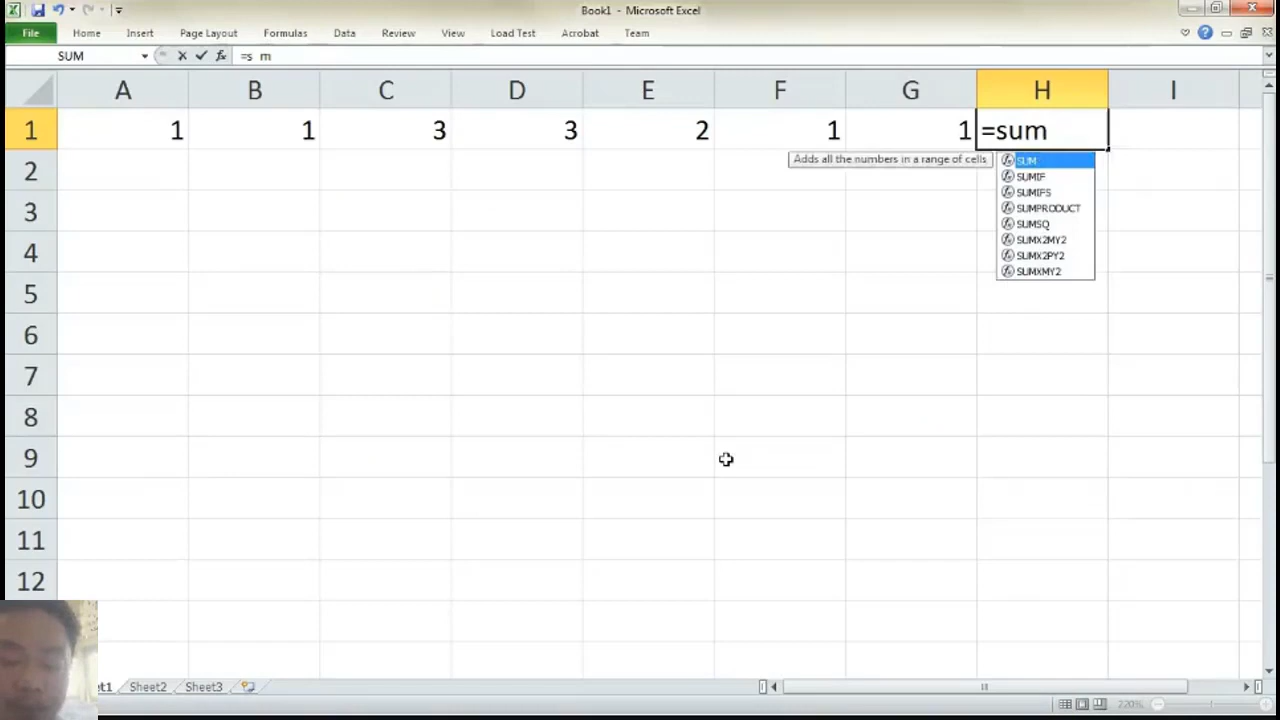 Book1 - Microsoft Excel
File Home Insert Page Layout Formulas Data Review View Load Test Acrobat Team
SUM =s m
A B C D E F G H I
1 1 1 3 3 2 1 1 =sum
Adds all the numbers in a range of cells
SUM
SUMIF
SUMIFS
SUMPRODUCT
SUMSQ
SUMX2MY2
SUMX2PY2
SUMXMY2
2
3
4
5
6
7
8
9
10
11
12
et1 Sheet2 Sheet3
220%